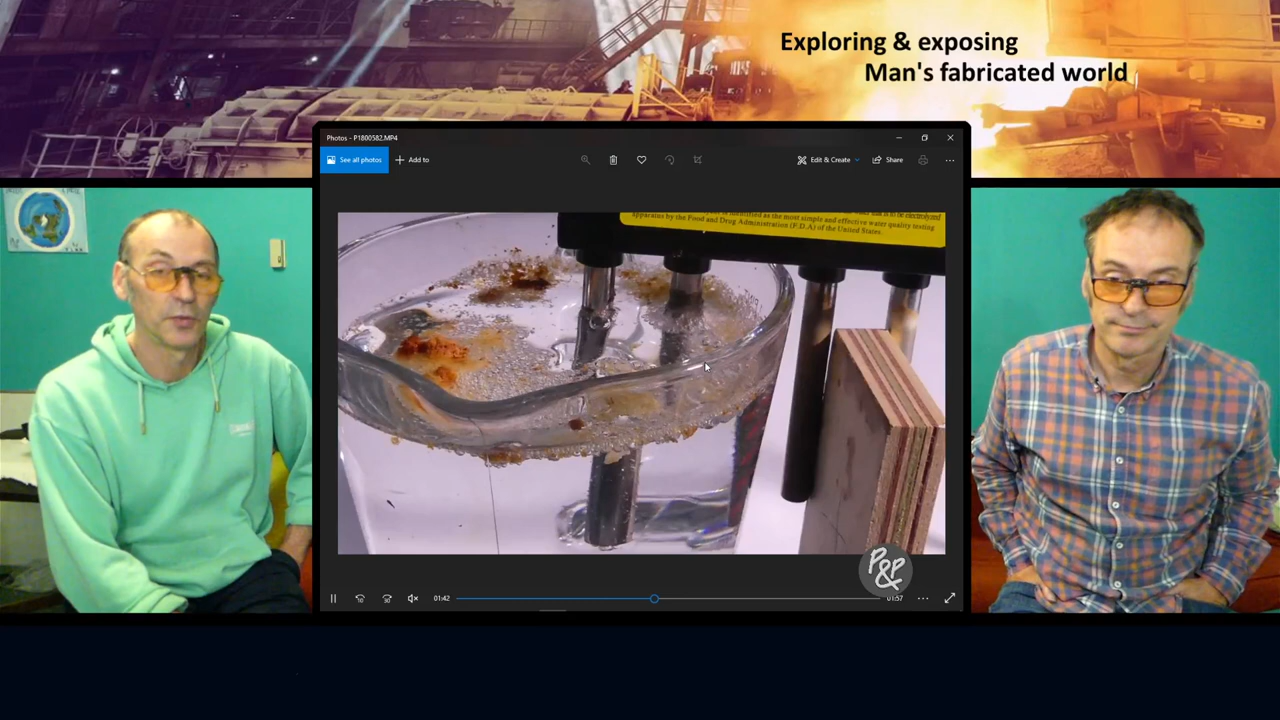 Exploring & exposing
Man's fabricated world
Photos - P1800582.MP4
See all photos
Add to
Edit & Create
Share
apparains by the Food and Drug Administration (F.D.A) of the United States.
P&P
01:42
01:57